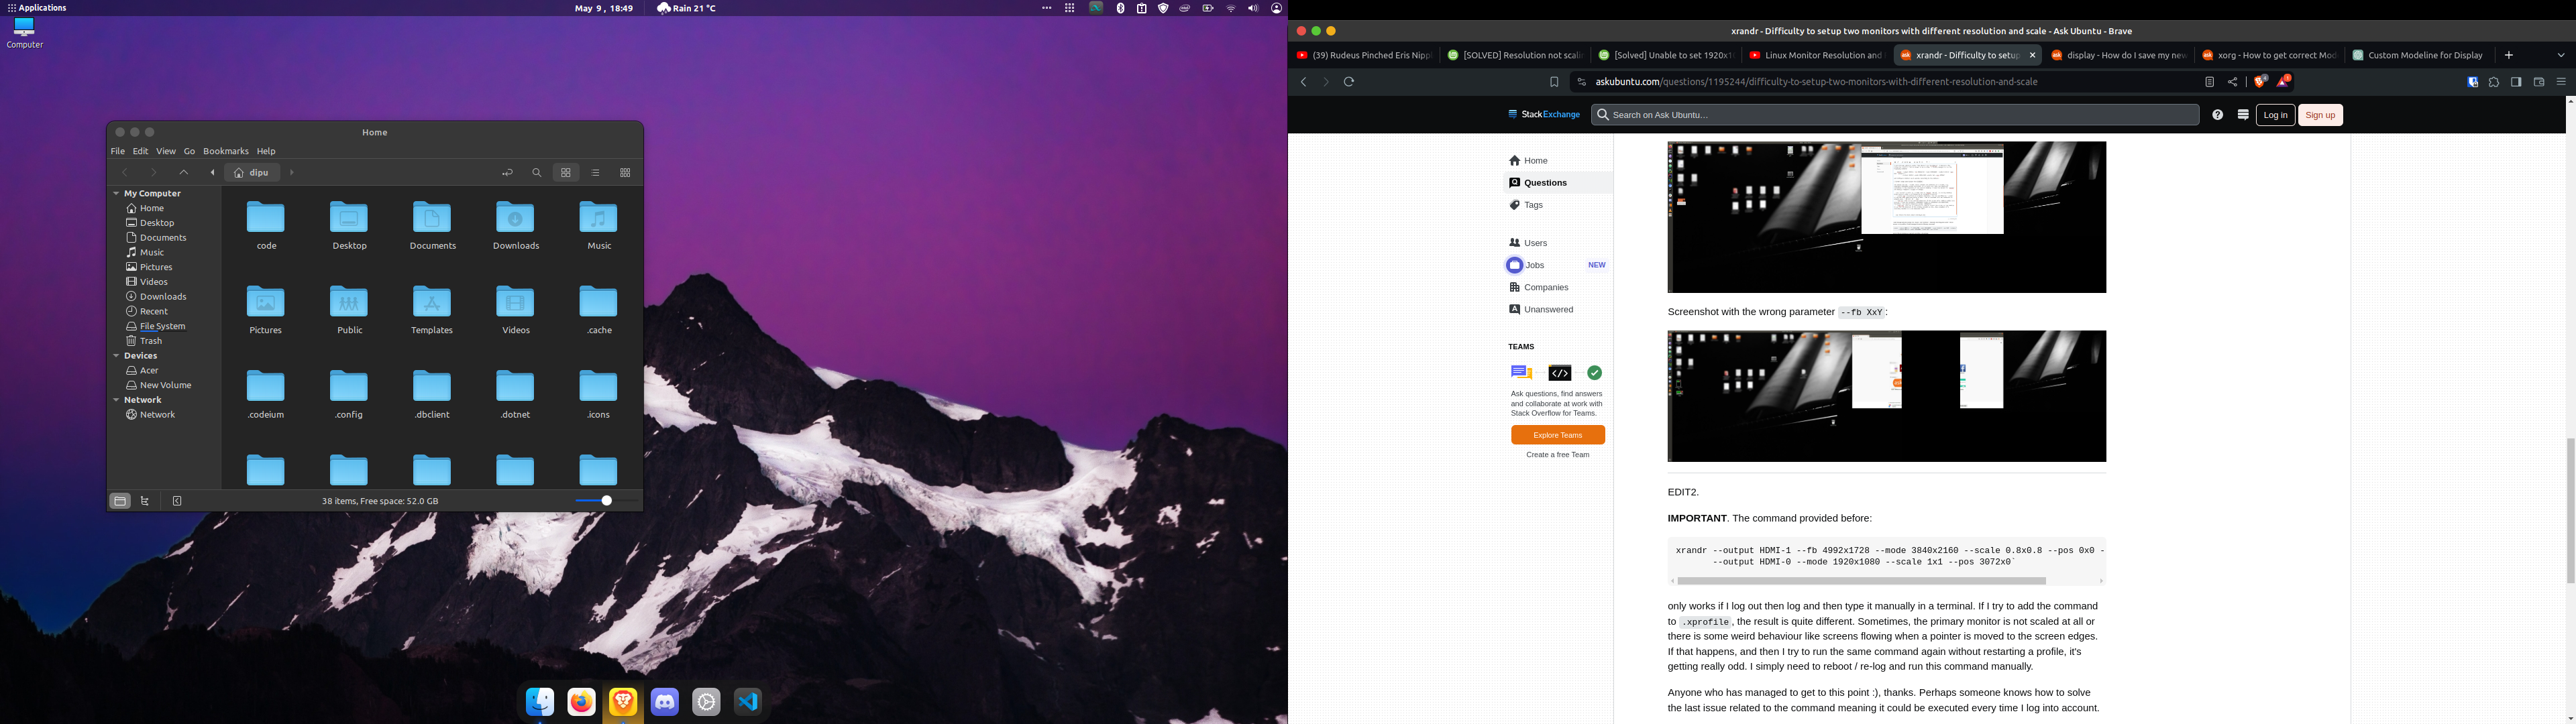 Applications
May 9 , 18:49
Rain 21 °C
Computer
Home
File Edit View Go Bookmarks Help
dipu
My Computer
Home
Desktop
Documents
Music
Pictures
Videos
Downloads
Recent
File System
Trash
Devices
Acer
New Volume
Network
Network
code
Desktop
Documents
Downloads
Music
Pictures
Public
Templates
Videos
.cache
.codeium
.config
.dbclient
.dotnet
.icons
38 items, Free space: 52.0 GB
xrandr - Difficulty to setup two monitors with different resolution and scale - Ask Ubuntu - Brave
(39) Rudeus Pinched Eris Nippl
[SOLVED] Resolution not scalin
[Solved] Unable to set 1920x1
Linux Monitor Resolution and
xrandr - Difficulty to setup
display - How do I save my new
xorg - How to get correct Mod
Custom Modeline for Display
askubuntu.com/questions/1195244/difficulty-to-setup-two-monitors-with-different-resolution-and-scale
StackExchange
Search on Ask Ubuntu…
Log in
Sign up
Home
Questions
Tags
Users
Jobs NEW
Companies
Unanswered
TEAMS
Ask questions, find answers
and collaborate at work with
Stack Overflow for Teams.
Explore Teams
Create a free Team
Screenshot with the wrong parameter --fb XxY:
EDIT2.
IMPORTANT. The command provided before:
xrandr --output HDMI-1 --fb 4992x1728 --mode 3840x2160 --scale 0.8x0.8 --pos 0x0 -
--output HDMI-0 --mode 1920x1080 --scale 1x1 --pos 3072x0`
only works if I log out then log and then type it manually in a terminal. If I try to add the command
to .xprofile, the result is quite different. Sometimes, the primary monitor is not scaled at all or
there is some weird behaviour like screens flowing when a pointer is moved to the screen edges.
If that happens, and then I try to run the same command again without restarting a profile, it's
getting really odd. I simply need to reboot / re-log and run this command manually.
Anyone who has managed to get to this point :), thanks. Perhaps someone knows how to solve
the last issue related to the command meaning it could be executed every time I log into account.